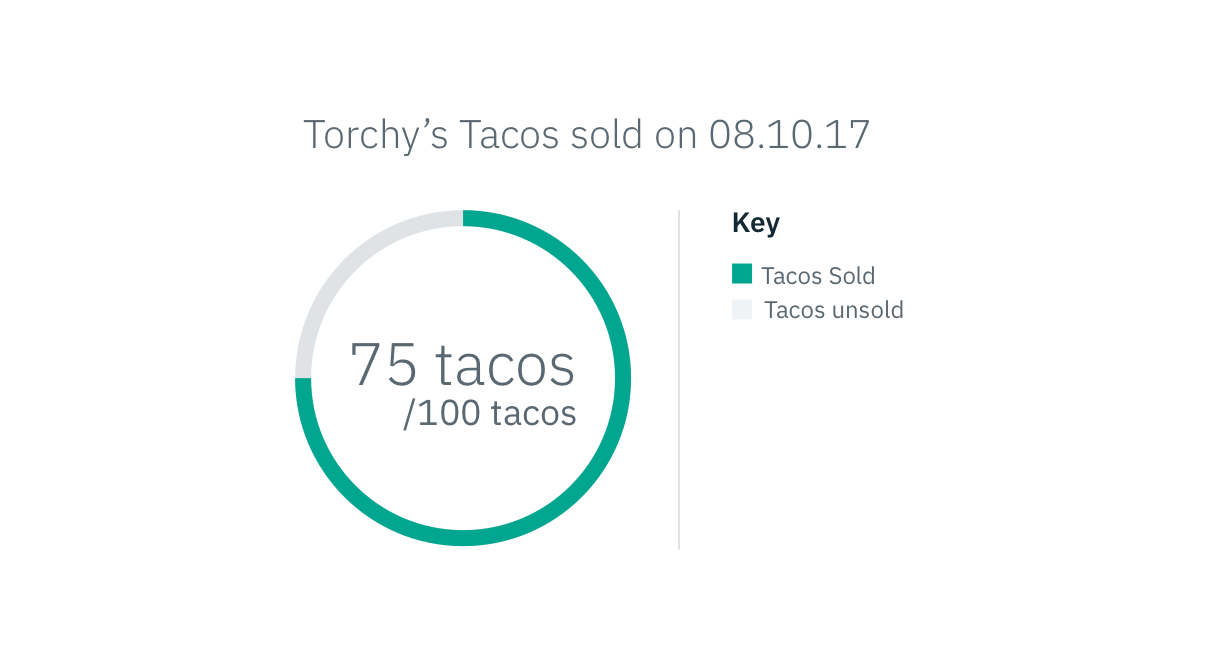 Torchy’s Tacos sold on 08.10.17
75 tacos
/100 tacos
Key
Tacos Sold
Tacos unsold